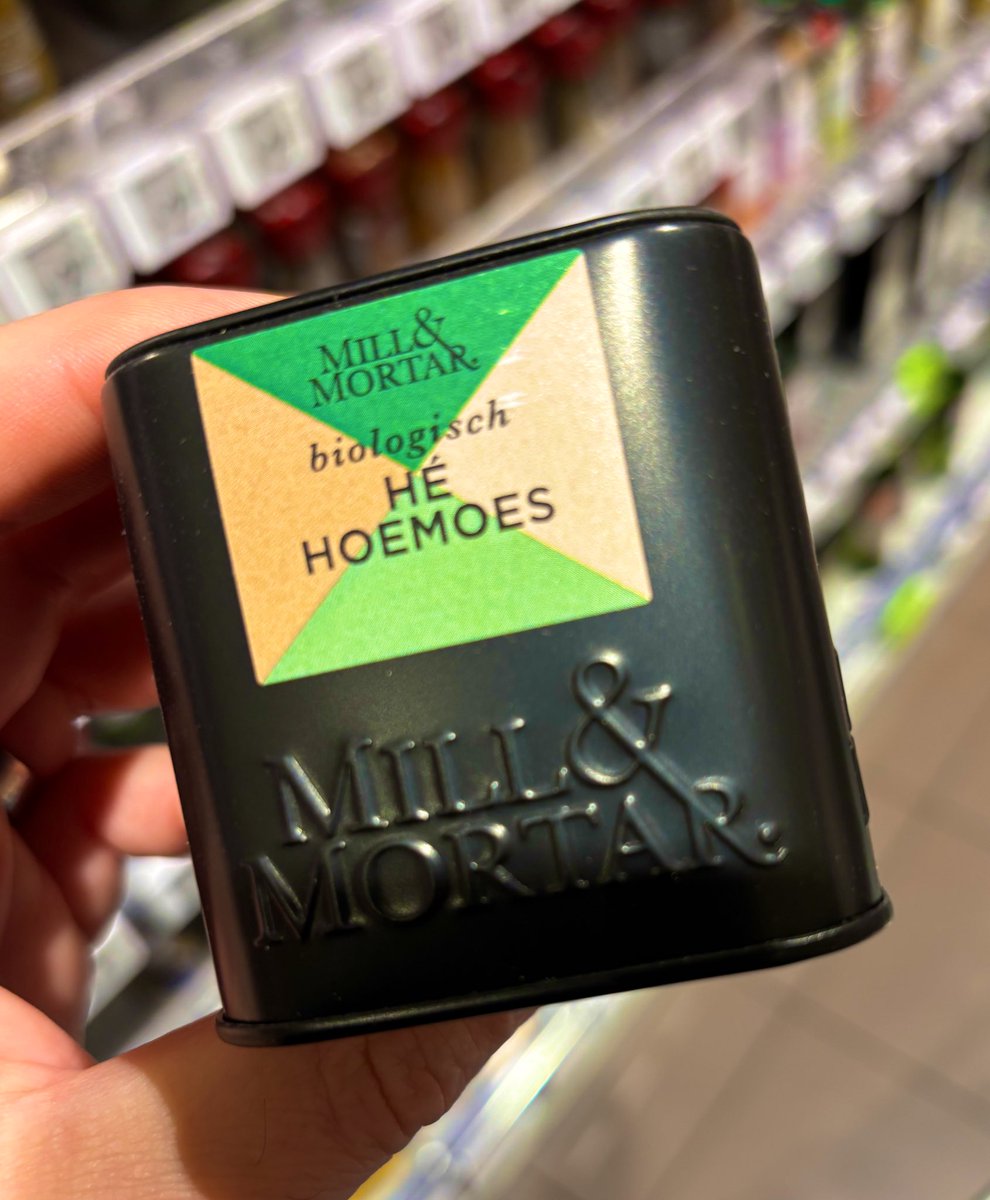 MILL&
MORTAR.
biologisch
HÉ
HOEMOES
MILL&
MORTAR.